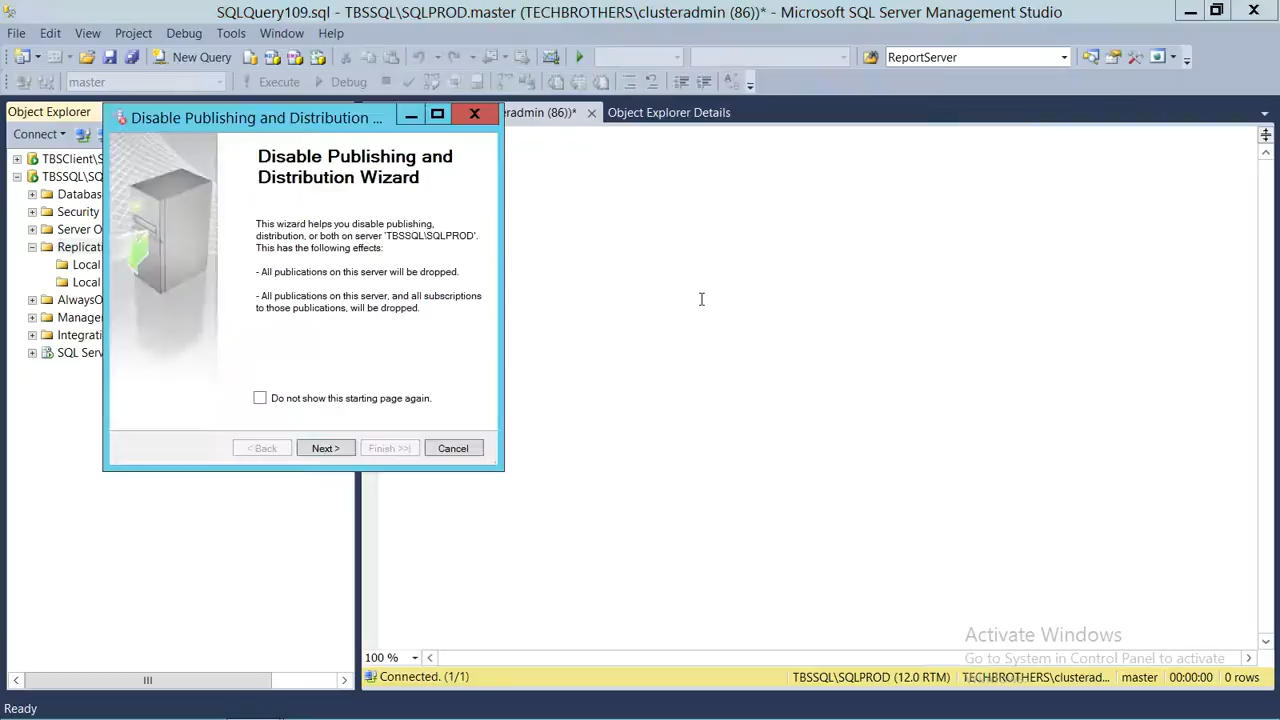 SQLQuery109.sql - TBSSQL\SQLPROD.master (TECHBROTHERS\clusteradmin (86))* - Microsoft SQL Server Management Studio
File Edit View Project Debug Tools Window Help
New Query ReportServer
master Execute Debug
Object Explorer
eradmin (86))* Object Explorer Details
Connect
TBSClient\S
TBSSQL\SQ
Databas
Security
Server O
Replicati
Local
Local
AlwaysO
Manage
Integrati
SQL Serv
Disable Publishing and Distribution ...
Disable Publishing and
Distribution Wizard
This wizard helps you disable publishing,
distribution, or both on server 'TBSSQL\SQLPROD'.
This has the following effects:
- All publications on this server will be dropped.
- All publications on this server, and all subscriptions
to those publications, will be dropped.
Do not show this starting page again.
< Back Next > Finish >>| Cancel
Activate Windows
Go to System in Control Panel to activate
100 %
Connected. (1/1) TBSSQL\SQLPROD (12.0 RTM) TECHBROTHERS\clusterad... master 00:00:00 0 rows
Ready